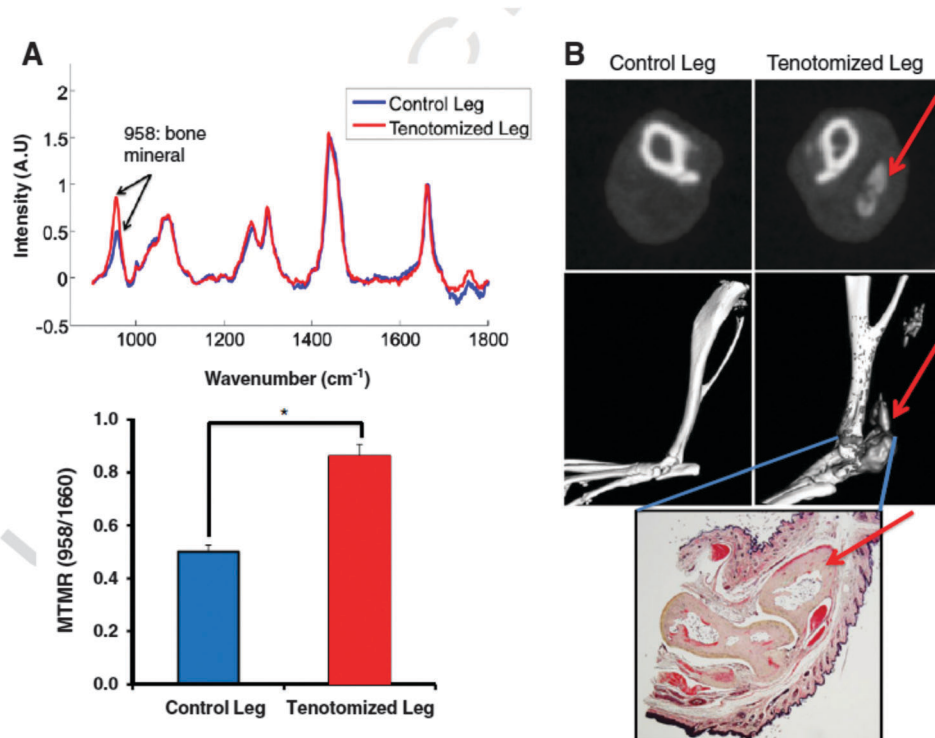 A
2
1.5
1
0.5
0
-0.5
Intensity (A.U)
958: bone
mineral
Control Leg
Tenotomized Leg
1000
1200
1400
1600
1800
Wavenumber (cm⁻¹)
1.0
0.8
0.6
0.4
0.2
0.0
MTMR (958/1660)
*
Control Leg
Tenotomized Leg
B
Control Leg
Tenotomized Leg